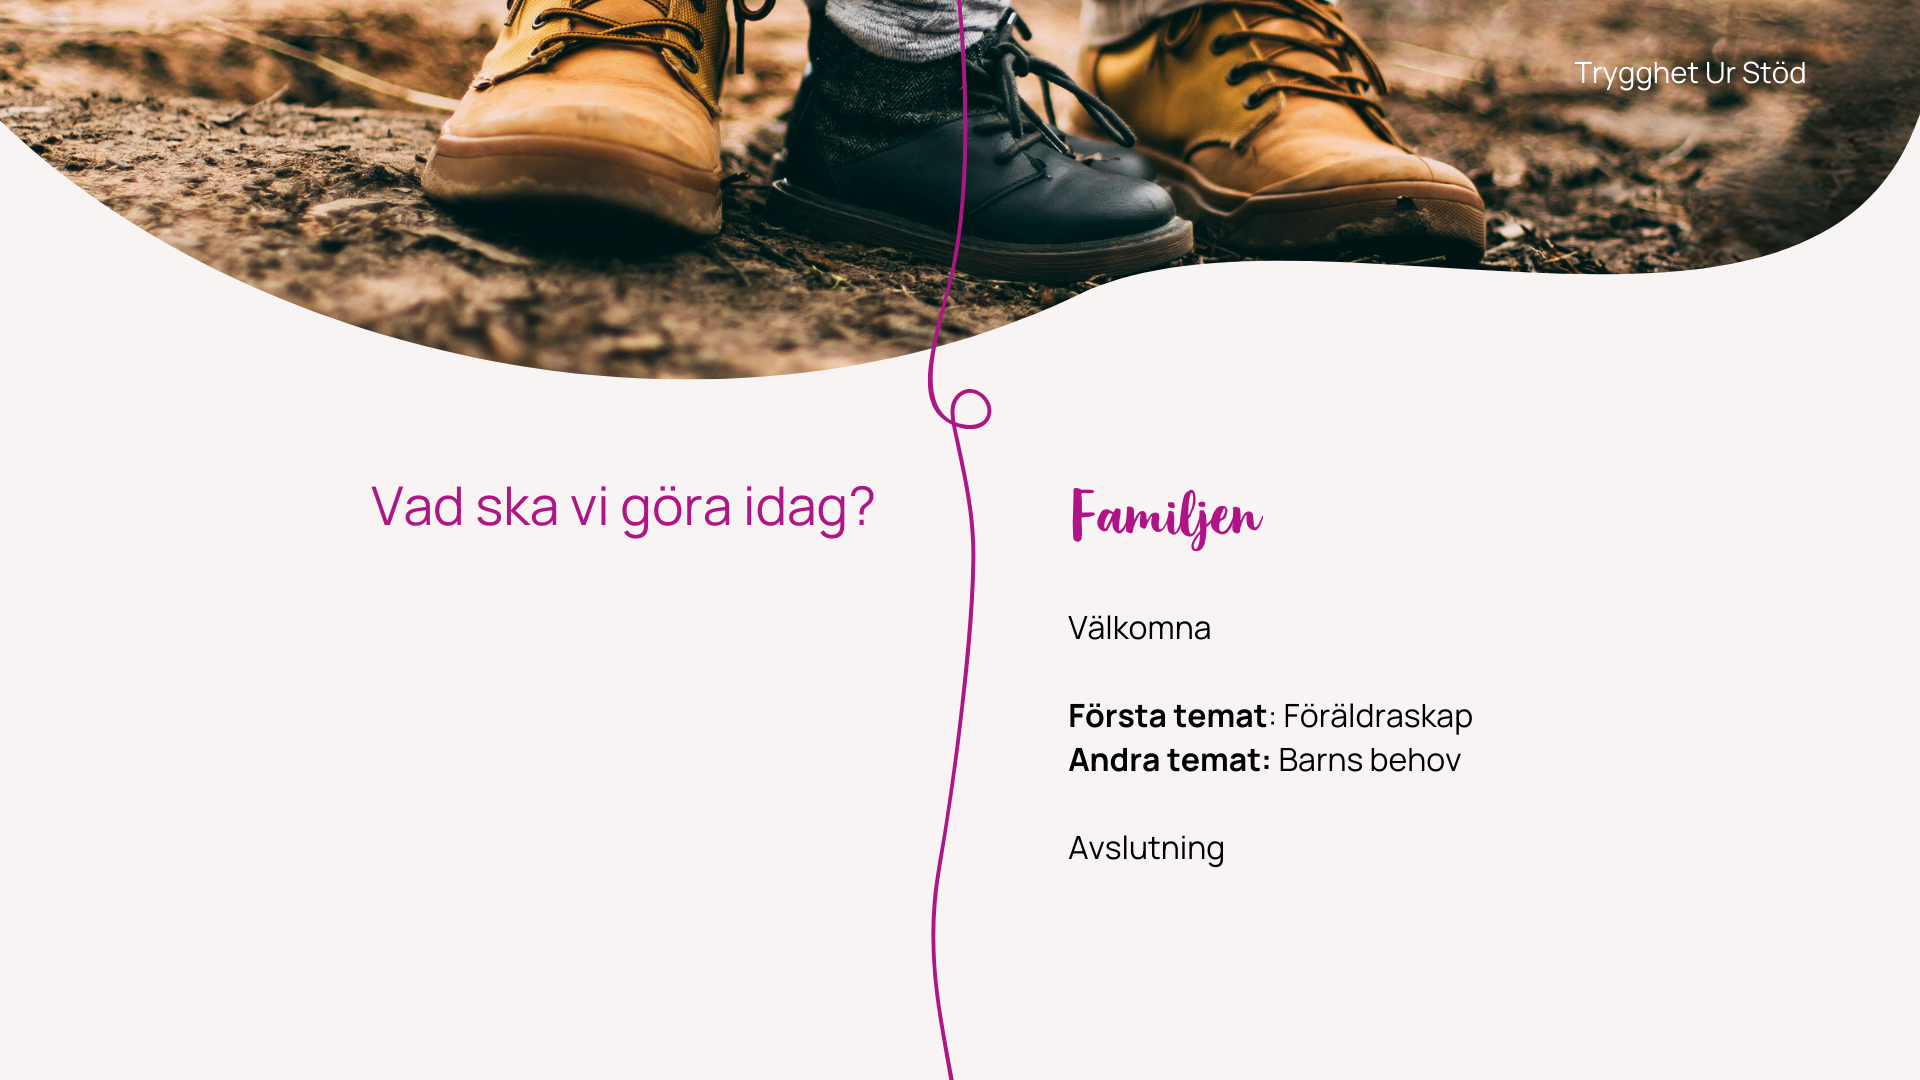 Trygghet Ur Stöd
Vad ska vi göra idag?
Familjen
Välkomna
Första temat: Föräldraskap
Andra temat: Barns behov
Avslutning